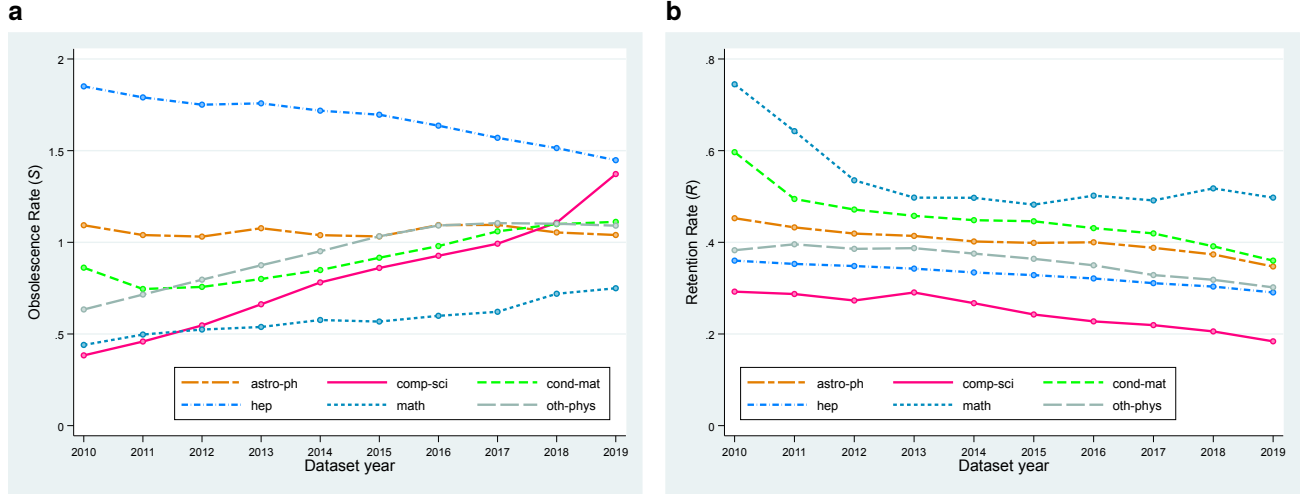 a
Obsolescence Rate (S)
2
1.5
1
.5
0
2010 2011 2012 2013 2014 2015 2016 2017 2018 2019
Dataset year
astro-ph comp-sci cond-mat
hep math oth-phys
b
Retention Rate (R)
.8
.6
.4
.2
0
2010 2011 2012 2013 2014 2015 2016 2017 2018 2019
Dataset year
astro-ph comp-sci cond-mat
hep math oth-phys